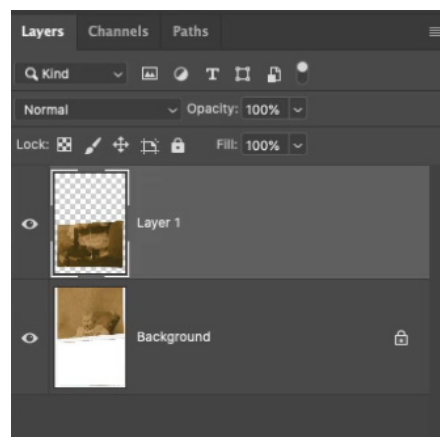 Layers Channels Paths
Kind T
Normal Opacity: 100%
Lock: Fill: 100%
Layer 1
Background